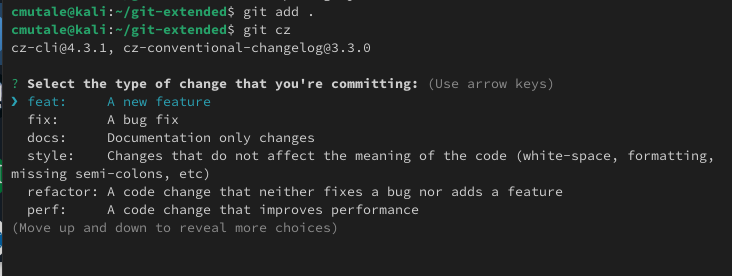 cmutale@kali:~/git-extended$ git add .
cmutale@kali:~/git-extended$ git cz
cz-cli@4.3.1, cz-conventional-changelog@3.3.0
? Select the type of change that you're committing: (Use arrow keys)
❯ feat:     A new feature
fix:      A bug fix
docs:     Documentation only changes
style:    Changes that do not affect the meaning of the code (white-space, formatting,
missing semi-colons, etc)
refactor: A code change that neither fixes a bug nor adds a feature
perf:     A code change that improves performance
(Move up and down to reveal more choices)